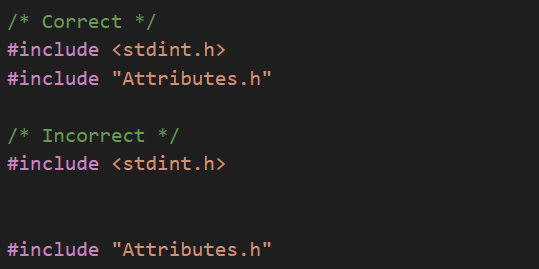 /* Correct */
#include <stdint.h>
#include "Attributes.h"
/* Incorrect */
#include <stdint.h>
#include "Attributes.h"